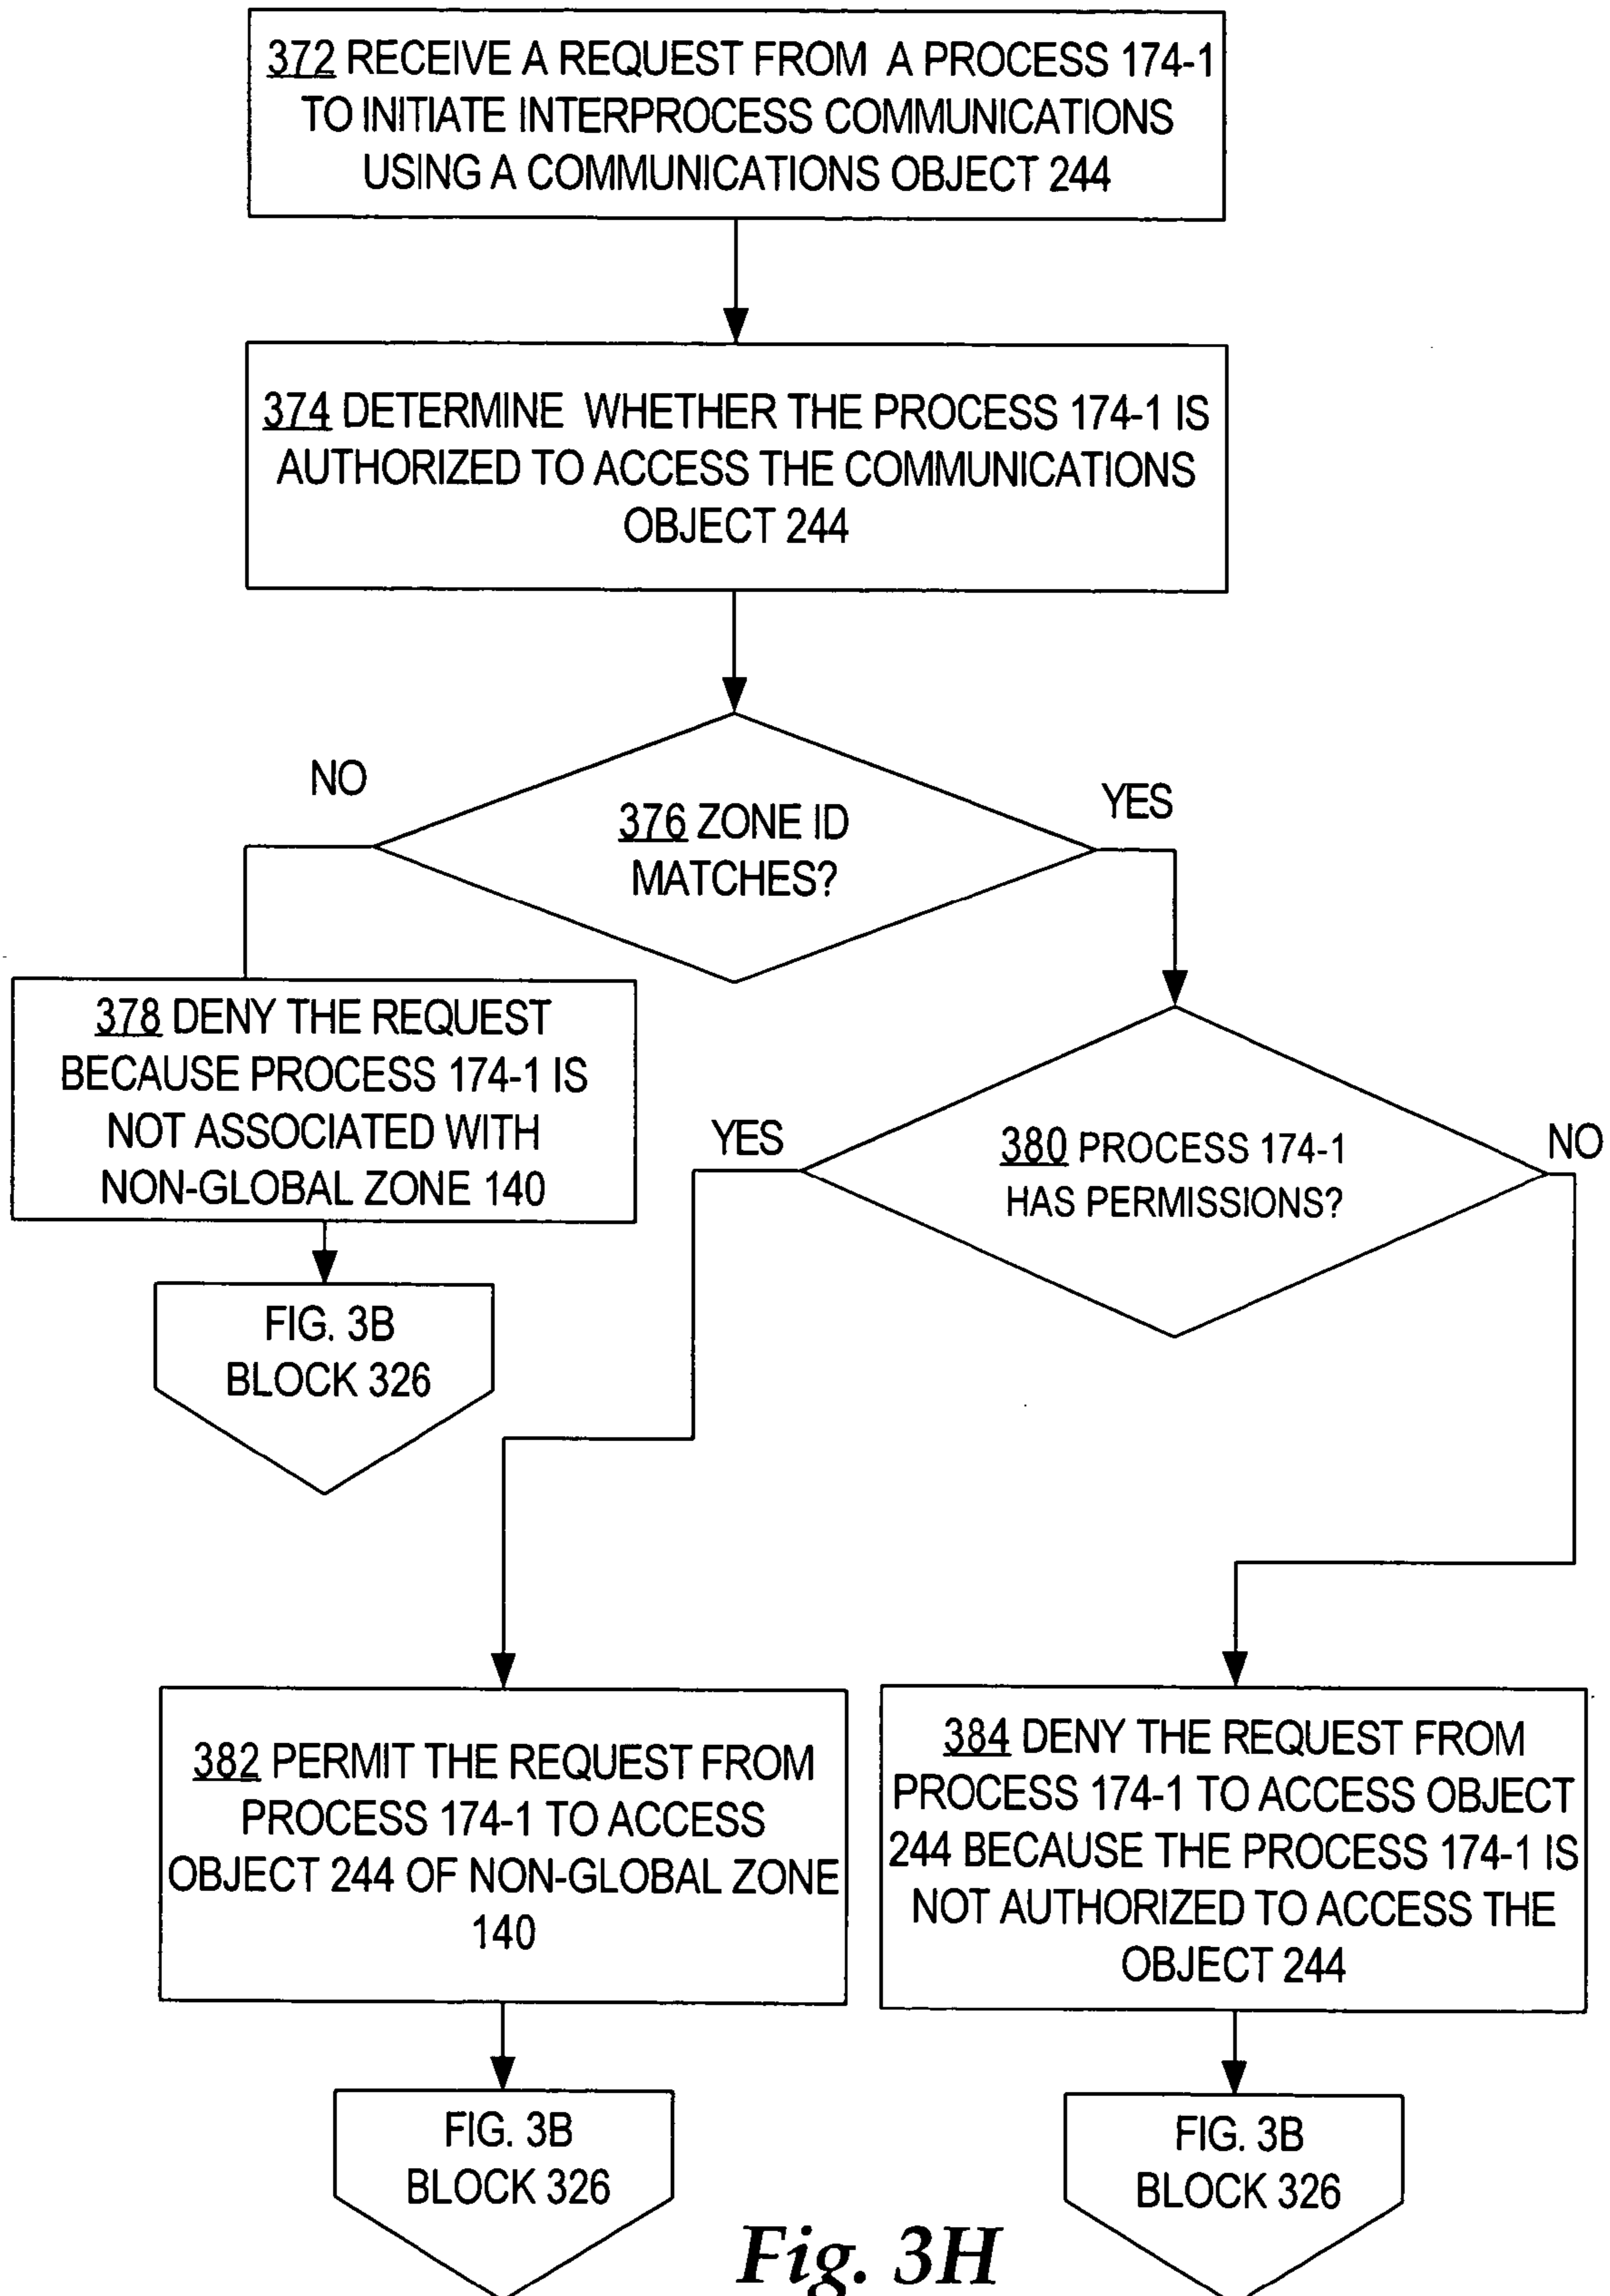 372 RECEIVE A REQUEST FROM A PROCESS 174-1
TO INITIATE INTERPROCESS COMMUNICATIONS
USING A COMMUNICATIONS OBJECT 244
374 DETERMINE WHETHER THE PROCESS 174-1 IS
AUTHORIZED TO ACCESS THE COMMUNICATIONS
OBJECT 244
NO
YES
376 ZONE ID
MATCHES?
378 DENY THE REQUEST
BECAUSE PROCESS 174-1 IS
NOT ASSOCIATED WITH
NON-GLOBAL ZONE 140
YES
380 PROCESS 174-1
HAS PERMISSIONS?
NO
FIG. 3B
BLOCK 326
382 PERMIT THE REQUEST FROM
PROCESS 174-1 TO ACCESS
OBJECT 244 OF NON-GLOBAL ZONE
140
384 DENY THE REQUEST FROM
PROCESS 174-1 TO ACCESS OBJECT
244 BECAUSE THE PROCESS 174-1 IS
NOT AUTHORIZED TO ACCESS THE
OBJECT 244
FIG. 3B
BLOCK 326
FIG. 3B
BLOCK 326
Fig. 3H